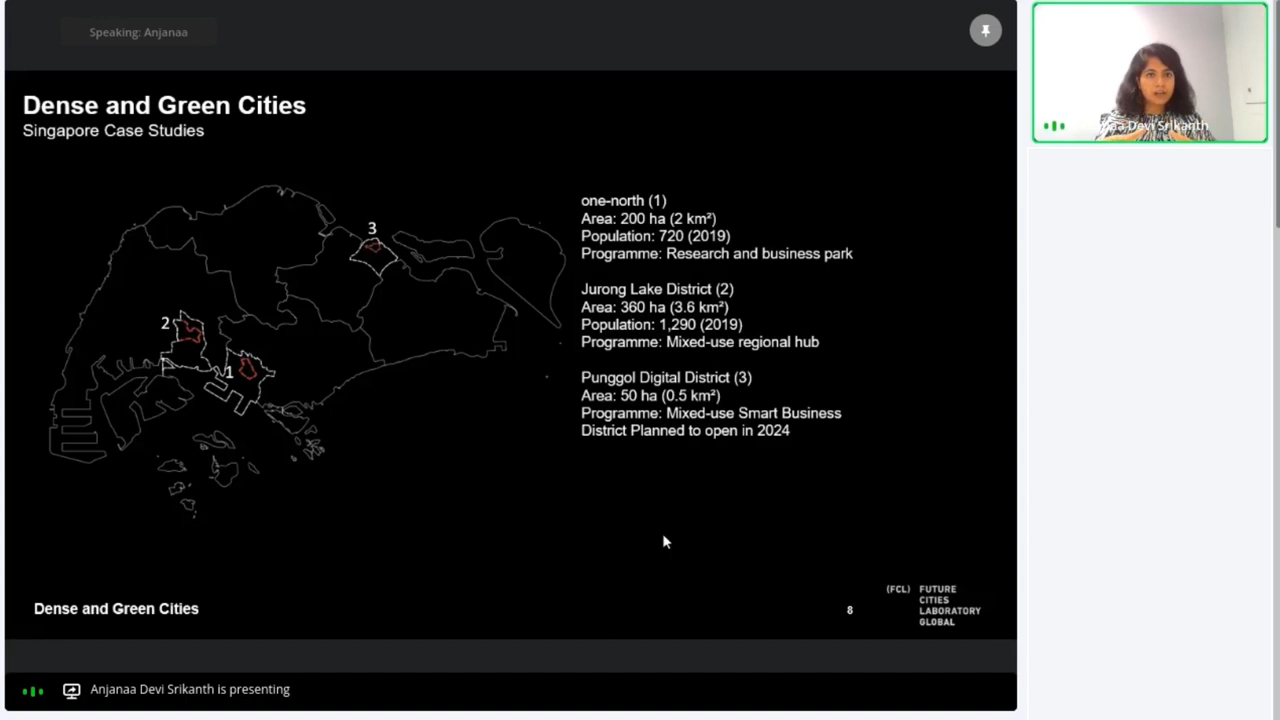 Speaking: Anjanaa
Dense and Green Cities
Singapore Case Studies
one-north (1)
Area: 200 ha (2 km²)
Population: 720 (2019)
Programme: Research and business park
Jurong Lake District (2)
Area: 360 ha (3.6 km²)
Population: 1,290 (2019)
Programme: Mixed-use regional hub
Punggol Digital District (3)
Area: 50 ha (0.5 km²)
Programme: Mixed-use Smart Business
District Planned to open in 2024
3
2
1
Dense and Green Cities
8
(FCL) FUTURE
CITIES
LABORATORY
GLOBAL
Anjanaa Devi Srikanth is presenting
Devi Srikanth